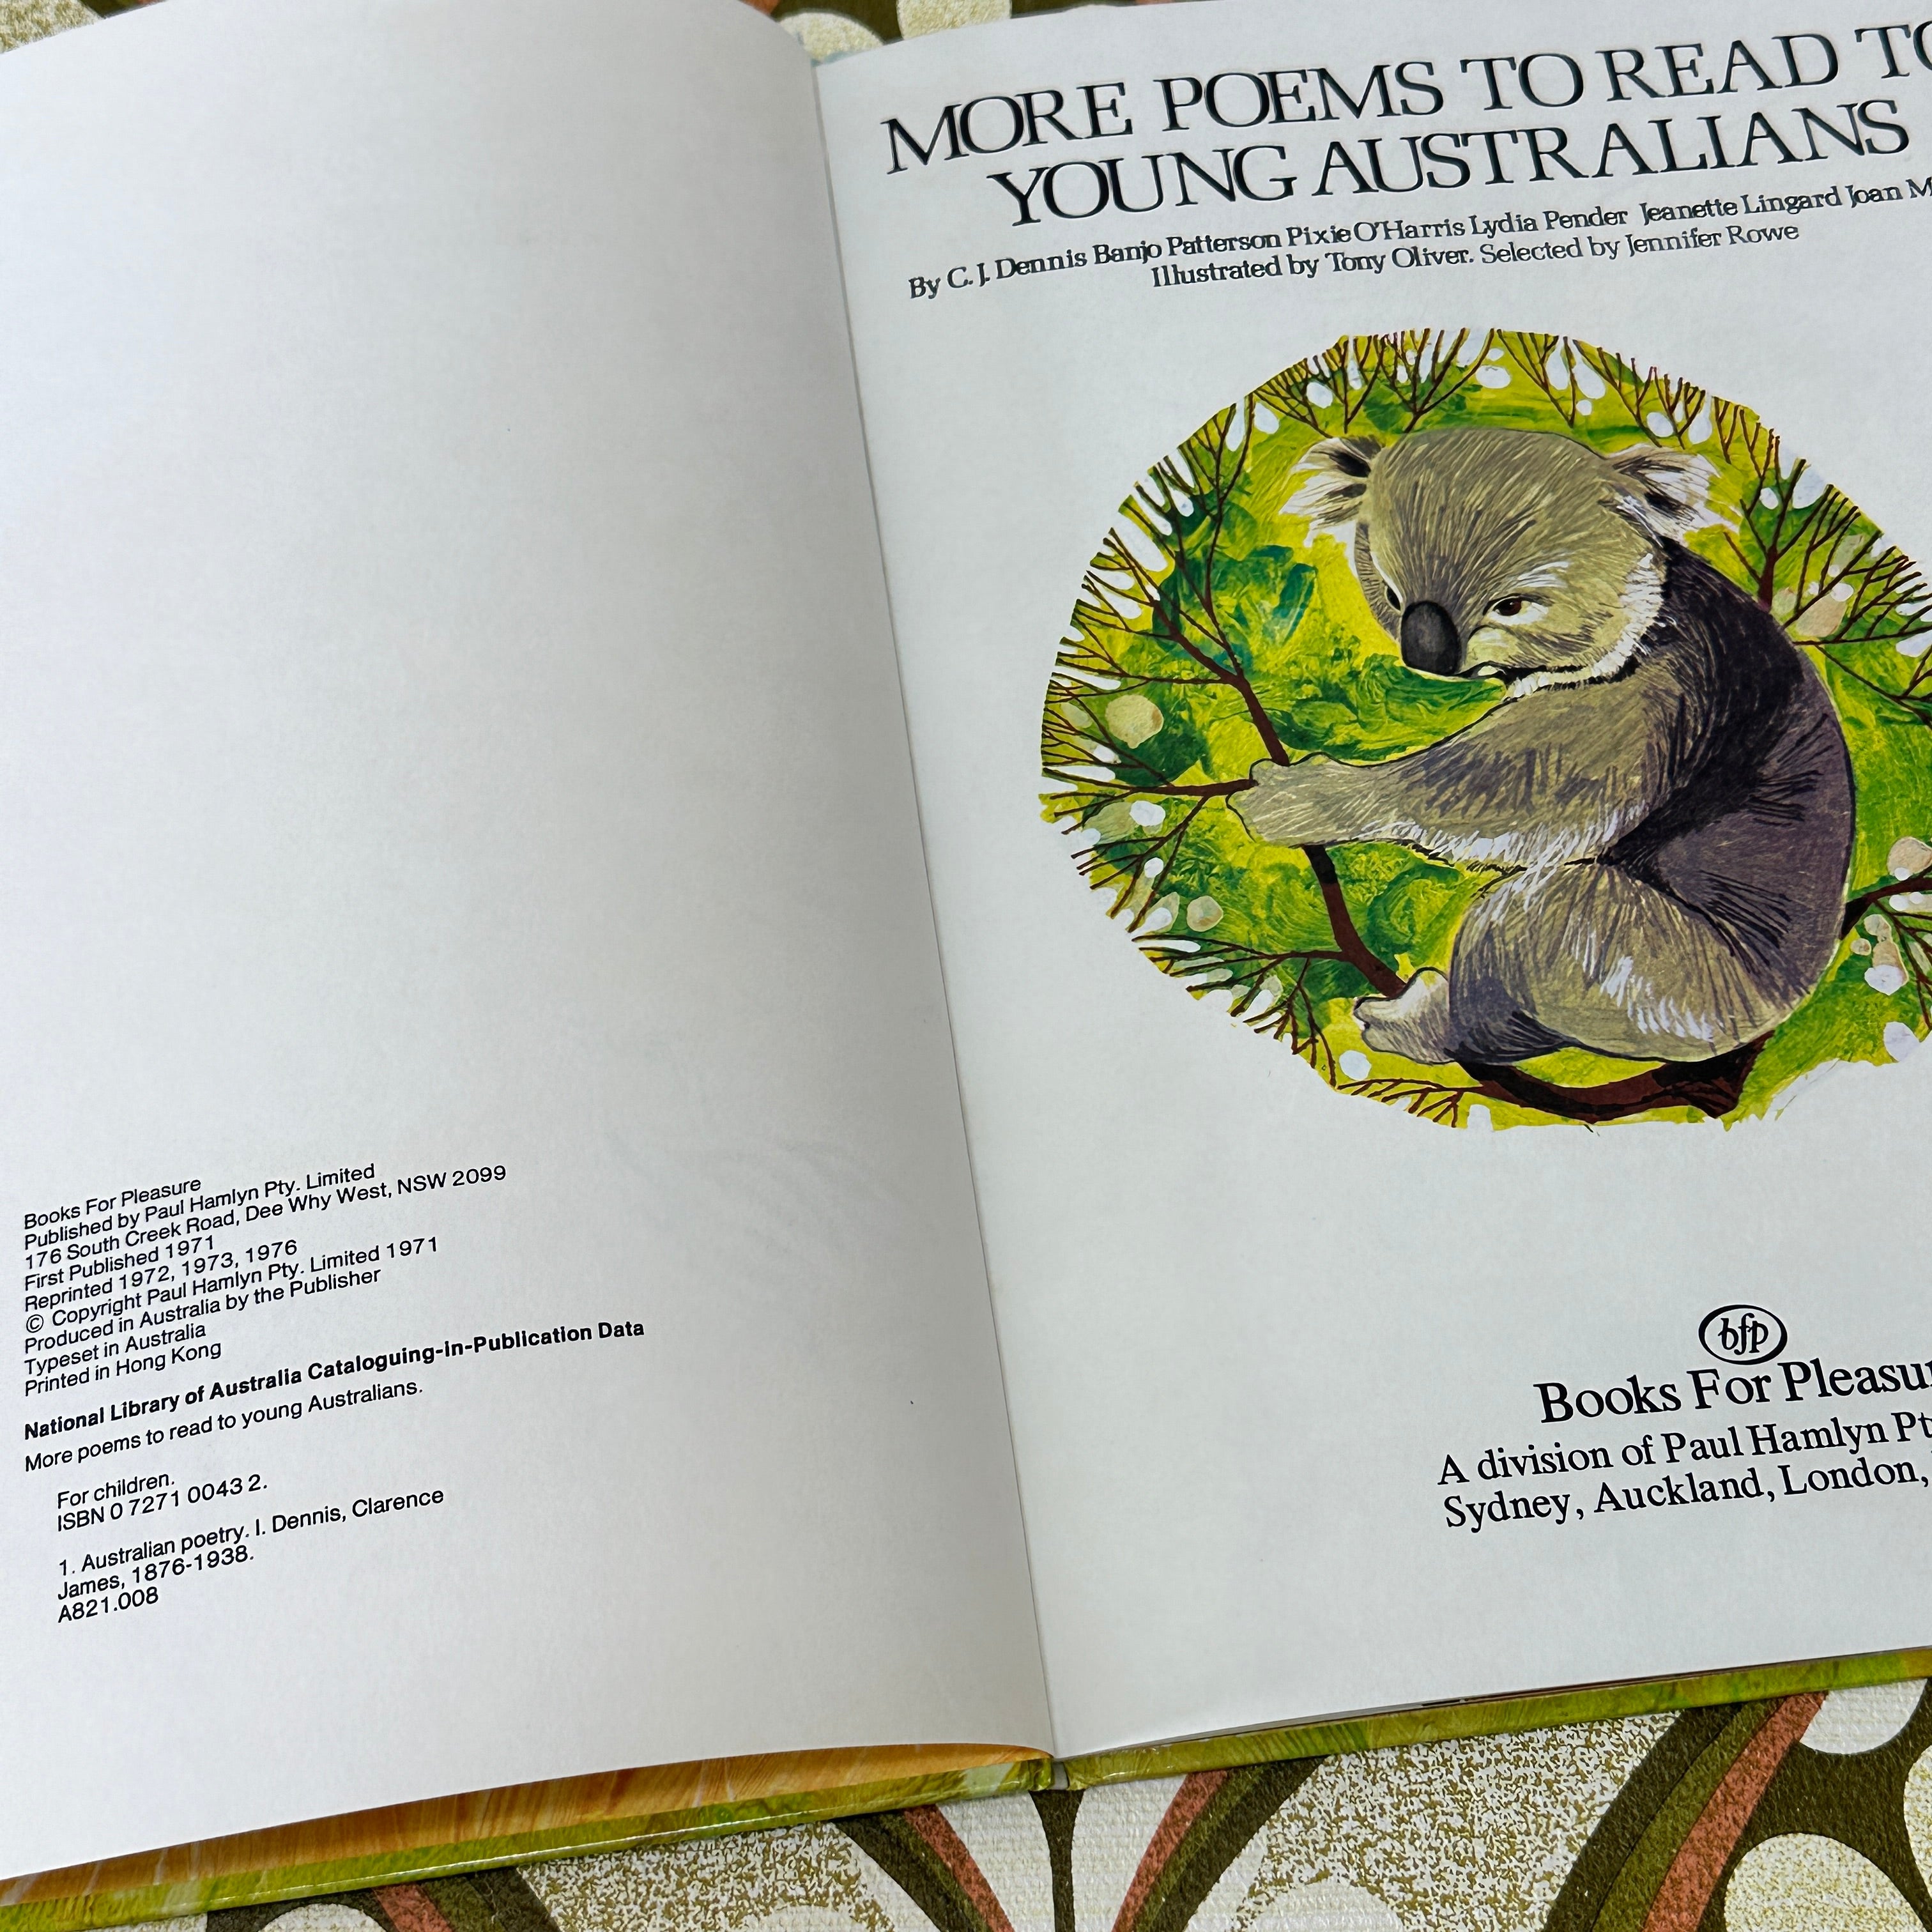 Books For Pleasure
Published by Paul Hamlyn Pty. Limited
176 South Creek Road, Dee Why West, NSW 2099
First Published 1971
Reprinted 1972, 1973, 1976
© Copyright Paul Hamlyn Pty. Limited 1971
Produced in Australia by the Publisher
Typeset in Australia
Printed in Hong Kong
National Library of Australia Cataloguing-in-Publication Data
More poems to read to young Australians.
For children.
ISBN 0 7271 0043 2.
1. Australian poetry. I. Dennis, Clarence
James, 1876-1938.
A821.008
MORE POEMS TO READ TO
YOUNG AUSTRALIANS
By C. J. Dennis Banjo Patterson Pixie O'Harris Lydia Pender Jeanette Lingard Joan
Illustrated by Tony Oliver. Selected by Jennifer Rowe
bfp
Books For
A division of Paul Hamlyn
Sydney, Auckland, London,